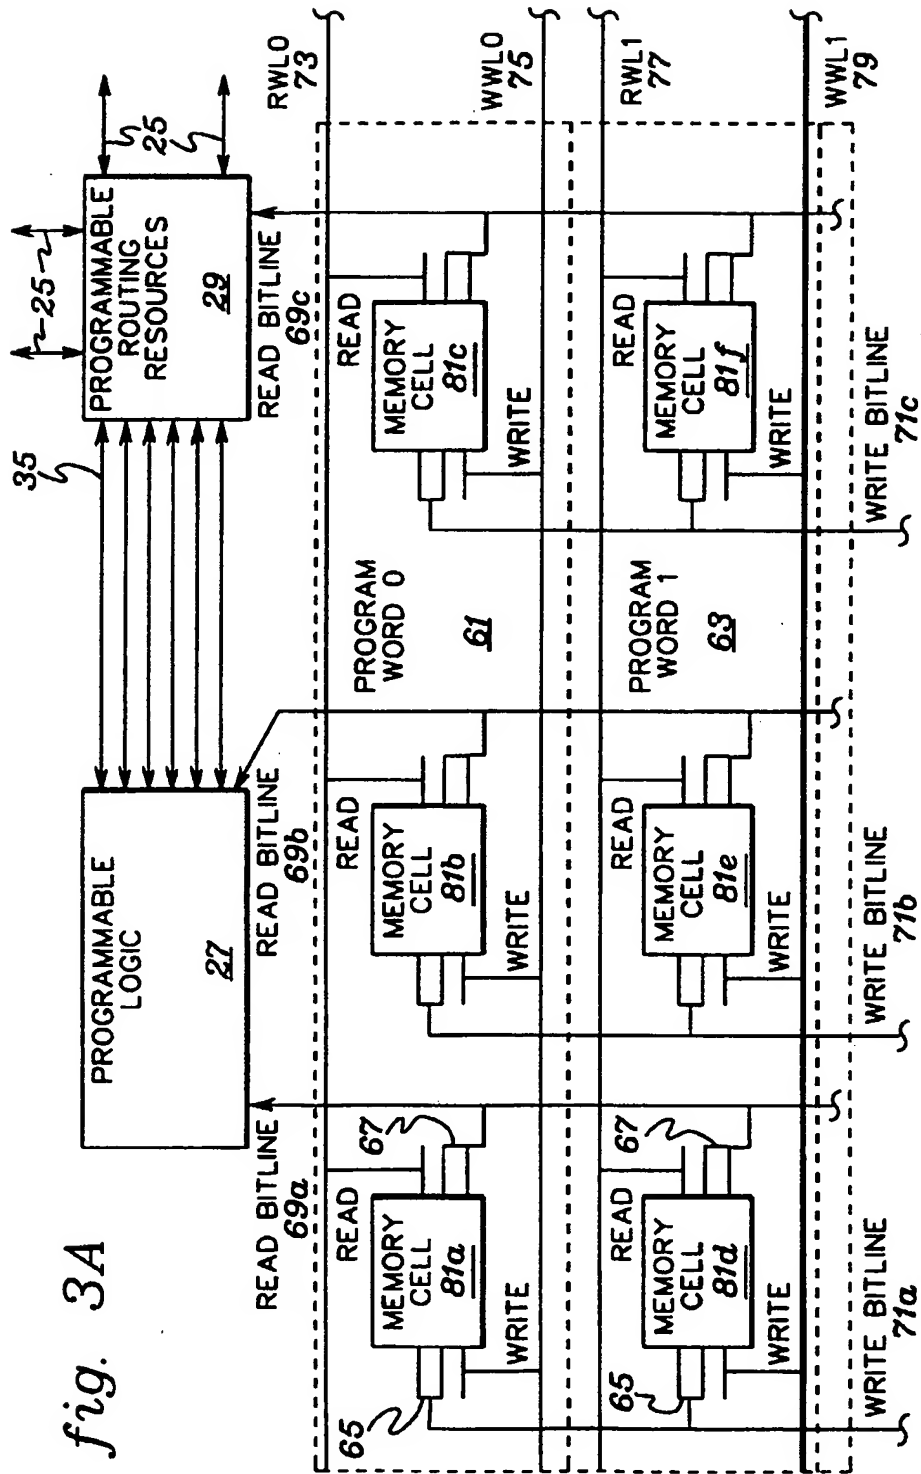 fig. 3A
PROGRAMMABLE
LOGIC
27
35
PROGRAMMABLE
ROUTING
RESOURCES
29
25
25
READ BITLINE
69a
READ BITLINE
69b
READ BITLINE
69c
RWL0
73
READ
MEMORY
CELL
81a
67
65
WRITE
READ
MEMORY
CELL
81b
WRITE
PROGRAM
WORD 0
61
READ
MEMORY
CELL
81c
WRITE
WWL0
75
RWL1
77
READ
MEMORY
CELL
81d
67
65
WRITE
READ
MEMORY
CELL
81e
WRITE
PROGRAM
WORD 1
63
READ
MEMORY
CELL
81f
WRITE
WWL1
79
WRITE BITLINE
71a
WRITE BITLINE
71b
WRITE BITLINE
71c